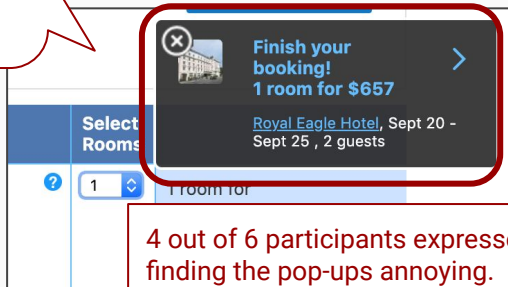 Finish your
booking!
1 room for $657
Royal Eagle Hotel, Sept 20 -
Sept 25 , 2 guests
Select
Rooms
1
1 room for
4 out of 6 participants express
finding the pop-ups annoying.